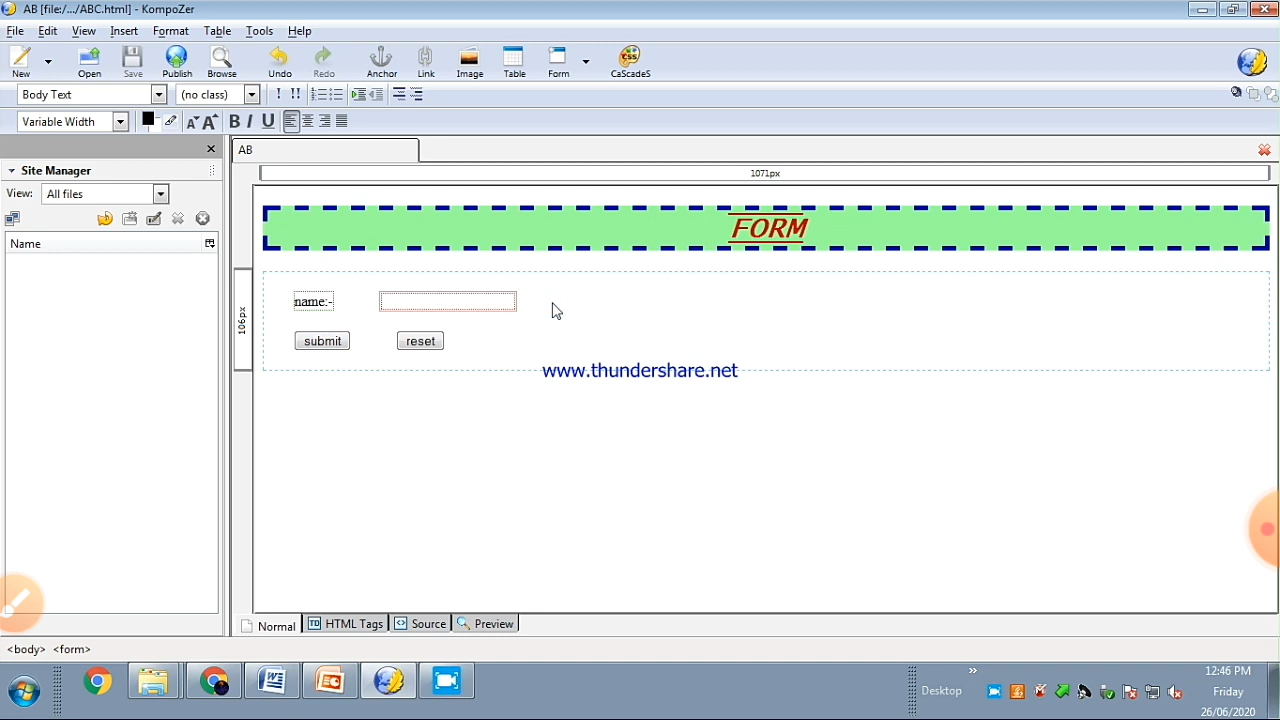 AB [file:/.../ABC.html] - KompoZer
File Edit View Insert Format Table Tools Help
New Open Save Publish Browse Undo Redo Anchor Link Image Table Form CaScadeS
Body Text (no class) ! !!
Variable Width A A B i U
AB
Site Manager
1071px
View: All files
FORM
Name
name:-
106px
submit reset
www.thundershare.net
Normal HTML Tags Source Preview
<body> <form>
12:46 PM
Desktop Friday
26/06/2020